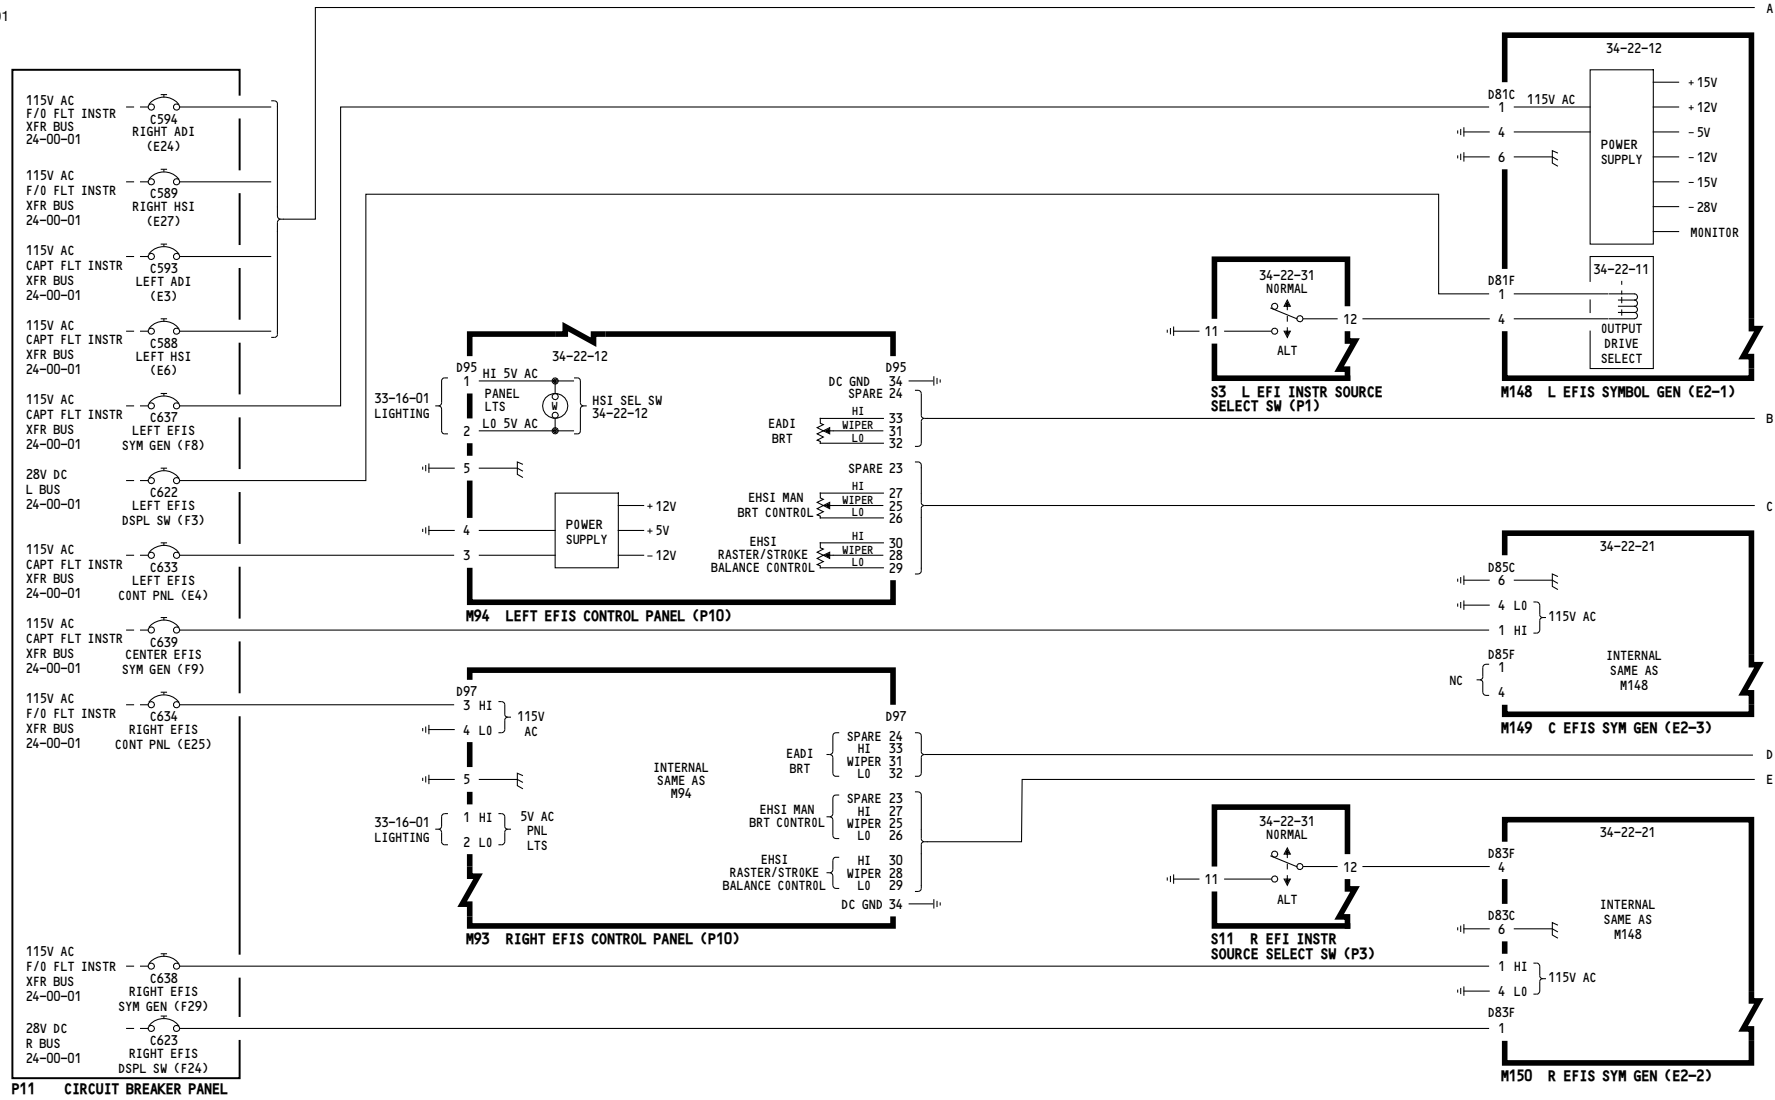 01
A
115V AC
F/O FLT INSTR
XFR BUS
24-00-01
C594
RIGHT ADI
(E24)
115V AC
F/O FLT INSTR
XFR BUS
24-00-01
C589
RIGHT HSI
(E27)
115V AC
CAPT FLT INSTR
XFR BUS
24-00-01
C593
LEFT ADI
(E3)
115V AC
CAPT FLT INSTR
XFR BUS
24-00-01
C588
LEFT HSI
(E6)
115V AC
CAPT FLT INSTR
XFR BUS
24-00-01
C637
LEFT EFIS
SYM GEN (F8)
28V DC
L BUS
24-00-01
C622
LEFT EFIS
DSPL SW (F3)
115V AC
CAPT FLT INSTR
XFR BUS
24-00-01
C633
LEFT EFIS
CONT PNL (E4)
115V AC
CAPT FLT INSTR
XFR BUS
24-00-01
C639
CENTER EFIS
SYM GEN (F9)
115V AC
F/O FLT INSTR
XFR BUS
24-00-01
C634
RIGHT EFIS
CONT PNL (E25)
115V AC
F/O FLT INSTR
XFR BUS
24-00-01
C638
RIGHT EFIS
SYM GEN (F29)
28V DC
R BUS
24-00-01
C623
RIGHT EFIS
DSPL SW (F24)
P11 CIRCUIT BREAKER PANEL
34-22-12
D95
33-16-01
LIGHTING
1 HI 5V AC
PANEL
LTS
W
2 LO 5V AC
HSI SEL SW
34-22-12
5
4
3
POWER
SUPPLY
+12V
+5V
-12V
D95
DC GND 34
SPARE 24
EADI
BRT
HI 33
WIPER 31
LO 32
SPARE 23
EHSI MAN
BRT CONTROL
HI 27
WIPER 25
LO 26
EHSI
RASTER/STROKE
BALANCE CONTROL
HI 30
WIPER 28
LO 29
M94 LEFT EFIS CONTROL PANEL (P10)
D97
3 HI
4 LO
115V
AC
5
33-16-01
LIGHTING
1 HI
2 LO
5V AC
PNL
LTS
INTERNAL
SAME AS
M94
D97
EADI
BRT
SPARE 24
HI 33
WIPER 31
LO 32
EHSI MAN
BRT CONTROL
SPARE 23
HI 27
WIPER 25
LO 26
EHSI
RASTER/STROKE
BALANCE CONTROL
HI 30
WIPER 28
LO 29
DC GND 34
M93 RIGHT EFIS CONTROL PANEL (P10)
34-22-31
NORMAL
11
12
ALT
S3 L EFI INSTR SOURCE
SELECT SW (P1)
34-22-31
NORMAL
11
12
ALT
S11 R EFI INSTR
SOURCE SELECT SW (P3)
34-22-12
D81C
1 115V AC
4
6
POWER
SUPPLY
+15V
+12V
-5V
-12V
-15V
-28V
MONITOR
D81F
1
4
34-22-11
OUTPUT
DRIVE
SELECT
M148 L EFIS SYMBOL GEN (E2-1)
B
C
34-22-21
D85C
6
4 LO
1 HI
115V AC
D85F
NC
1
4
INTERNAL
SAME AS
M148
M149 C EFIS SYM GEN (E2-3)
D
E
34-22-21
D83F
4
D83C
6
1 HI
4 LO
115V AC
D83F
1
INTERNAL
SAME AS
M148
M150 R EFIS SYM GEN (E2-2)